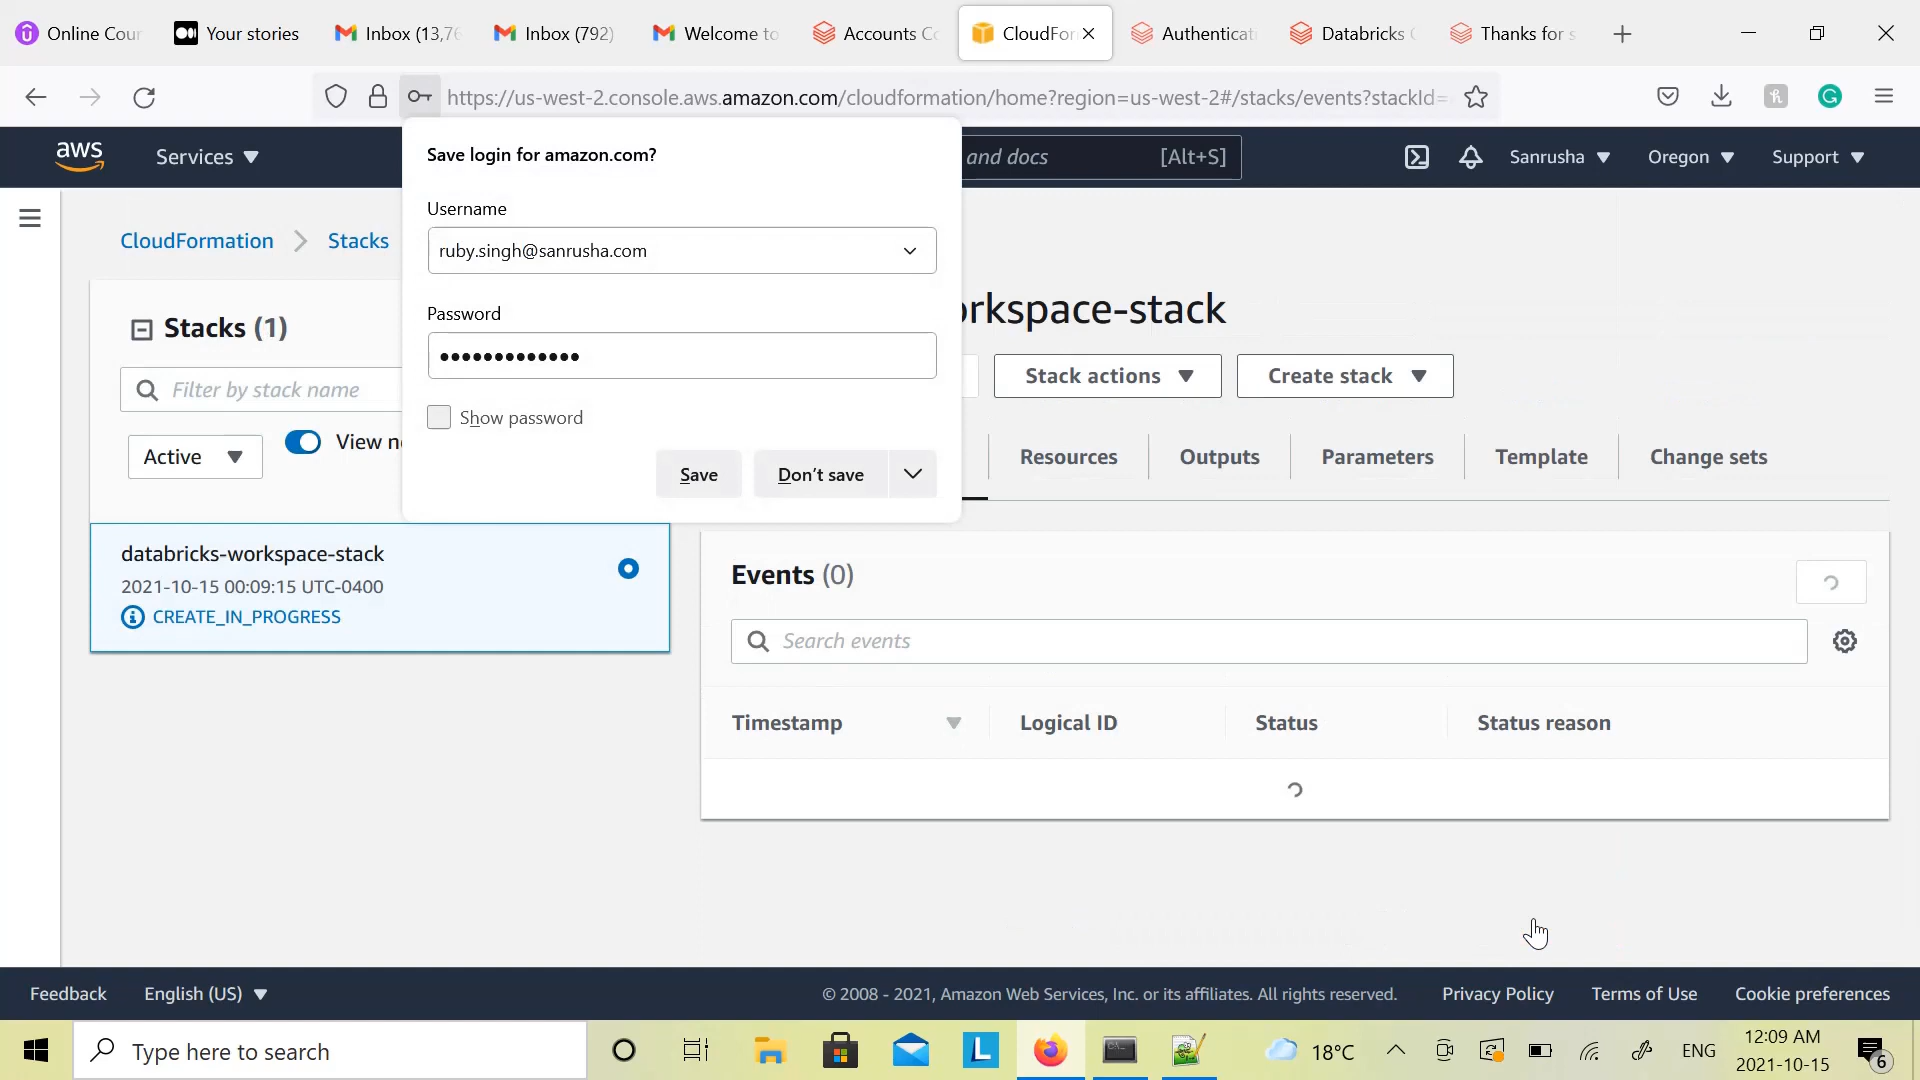 Online Cour
Your stories
Inbox (13,76
Inbox (792)
Welcome to
Accounts Co
CloudFor
Authenticat
Databricks C
Thanks for s
https://us-west-2.console.aws.amazon.com/cloudformation/home?region=us-west-2#/stacks/events?stackId=
aws
Services
and docs
[Alt+S]
Sanrusha
Oregon
Support
Save login for amazon.com?
Username
ruby.singh@sanrusha.com
Password
•••••••••••••
Show password
Save
Don't save
CloudFormation
Stacks
Stacks (1)
Filter by stack name
Active
View n
orkspace-stack
Stack actions
Create stack
Resources
Outputs
Parameters
Template
Change sets
databricks-workspace-stack
2021-10-15 00:09:15 UTC-0400
CREATE_IN_PROGRESS
Events (0)
Search events
Timestamp
Logical ID
Status
Status reason
Feedback
English (US)
© 2008 - 2021, Amazon Web Services, Inc. or its affiliates. All rights reserved.
Privacy Policy
Terms of Use
Cookie preferences
Type here to search
L
18°C
ENG
12:09 AM
2021-10-15
6